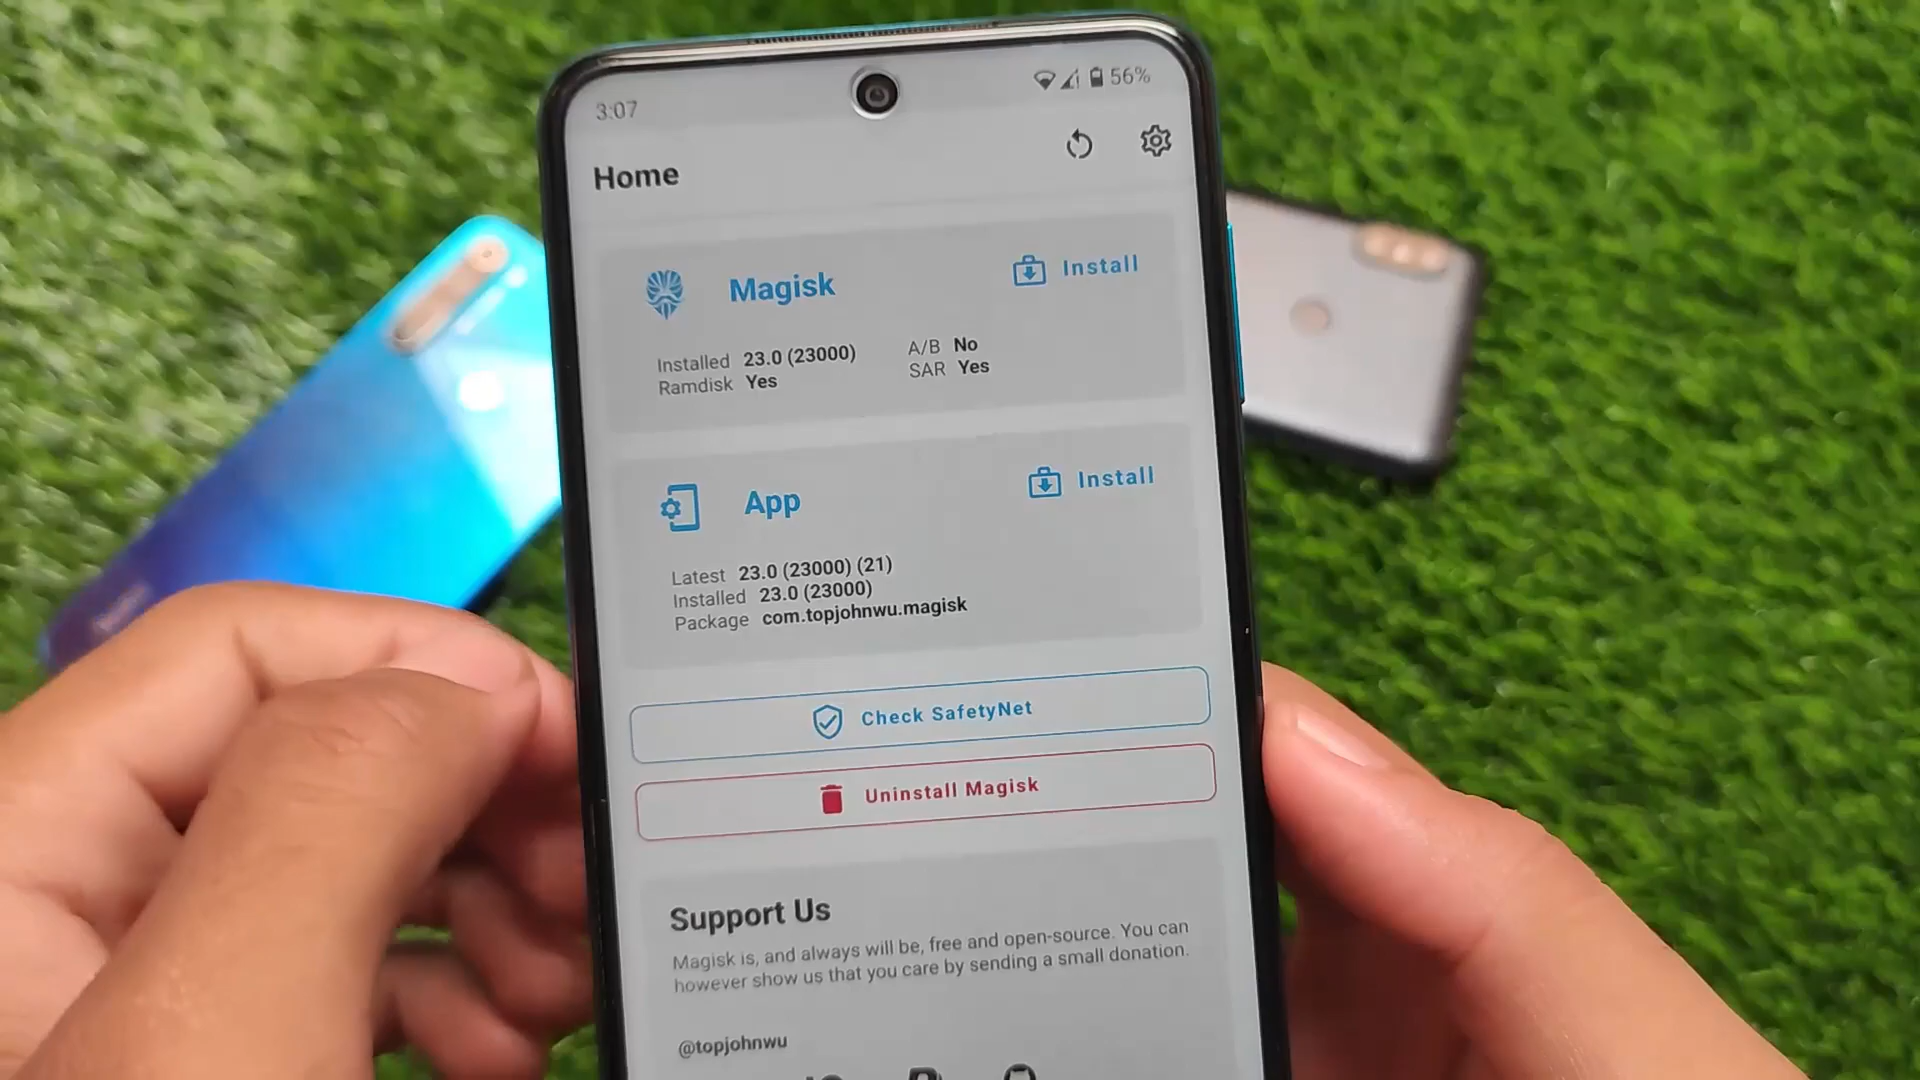 3:07
56%
Home
Magisk
Install
Installed 23.0 (23000)
A/B No
Ramdisk Yes
SAR Yes
App
Install
Latest 23.0 (23000) (21)
Installed 23.0 (23000)
Package com.topjohnwu.magisk
Check SafetyNet
Uninstall Magisk
Support Us
Magisk is, and always will be, free and open-source. You can
however show us that you care by sending a small donation.
@topjohnwu